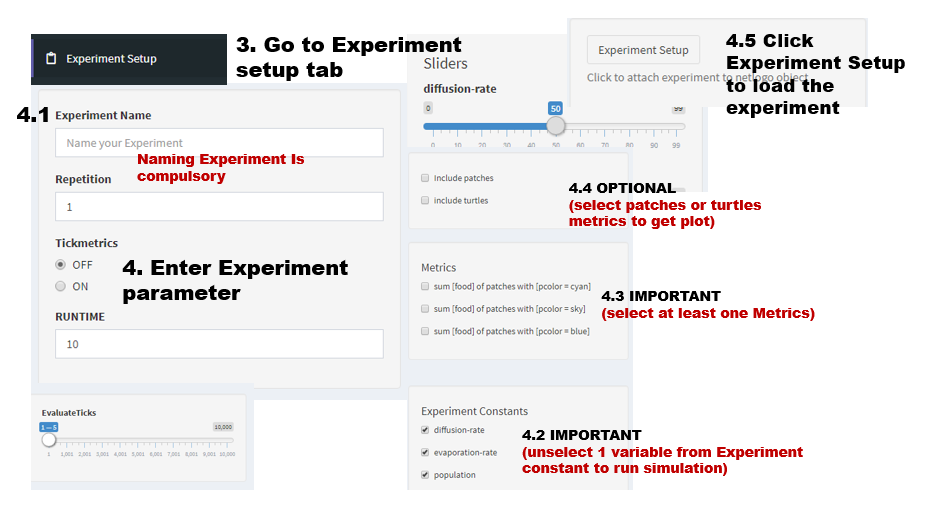 Experiment Setup
3. Go to Experiment
setup tab
4.1
Experiment Name
Name your Experiment
Naming Experiment Is
compulsory
Repetition
1
Tickmetrics
OFF
ON
4. Enter Experiment
parameter
RUNTIME
10
EvaluateTicks
1 — 5
10,000
1 1,001 2,001 3,001 4,001 5,001 6,001 7,001 8,001 9,001 10,000
Sliders
diffusion-rate
0
50
99
0 10 20 30 40 50 60 70 80 90 99
Experiment Setup
Click to attach experiment to netlogo object
4.5 Click
Experiment Setup
to load the
experiment
Include patches
include turtles
4.4 OPTIONAL
(select patches or turtles
metrics to get plot)
Metrics
sum [food] of patches with [pcolor = cyan]
sum [food] of patches with [pcolor = sky]
sum [food] of patches with [pcolor = blue]
4.3 IMPORTANT
(select at least one Metrics)
Experiment Constants
diffusion-rate
evaporation-rate
population
4.2 IMPORTANT
(unselect 1 variable from Experiment
constant to run simulation)